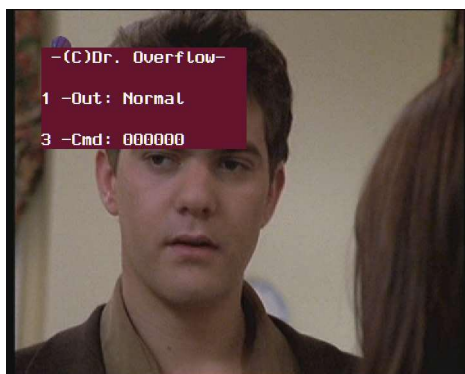 -(C)Dr. Overflow-
1 -Out: Normal
3 -Cmd: 000000